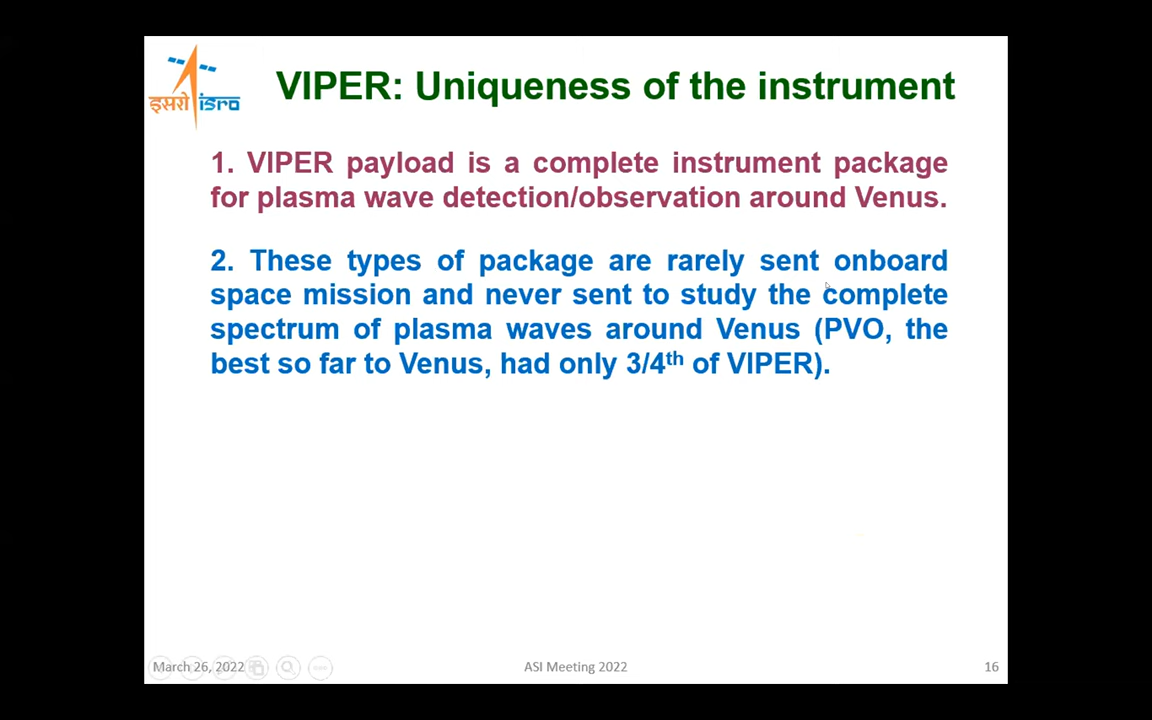 VIPER: Uniqueness of the instrument
इसरो isro
1. VIPER payload is a complete instrument package
for plasma wave detection/observation around Venus.
2. These types of package are rarely sent onboard
space mission and never sent to study the complete
spectrum of plasma waves around Venus (PVO, the
best so far to Venus, had only 3/4th of VIPER).
March 26, 2022
ASI Meeting 2022
16